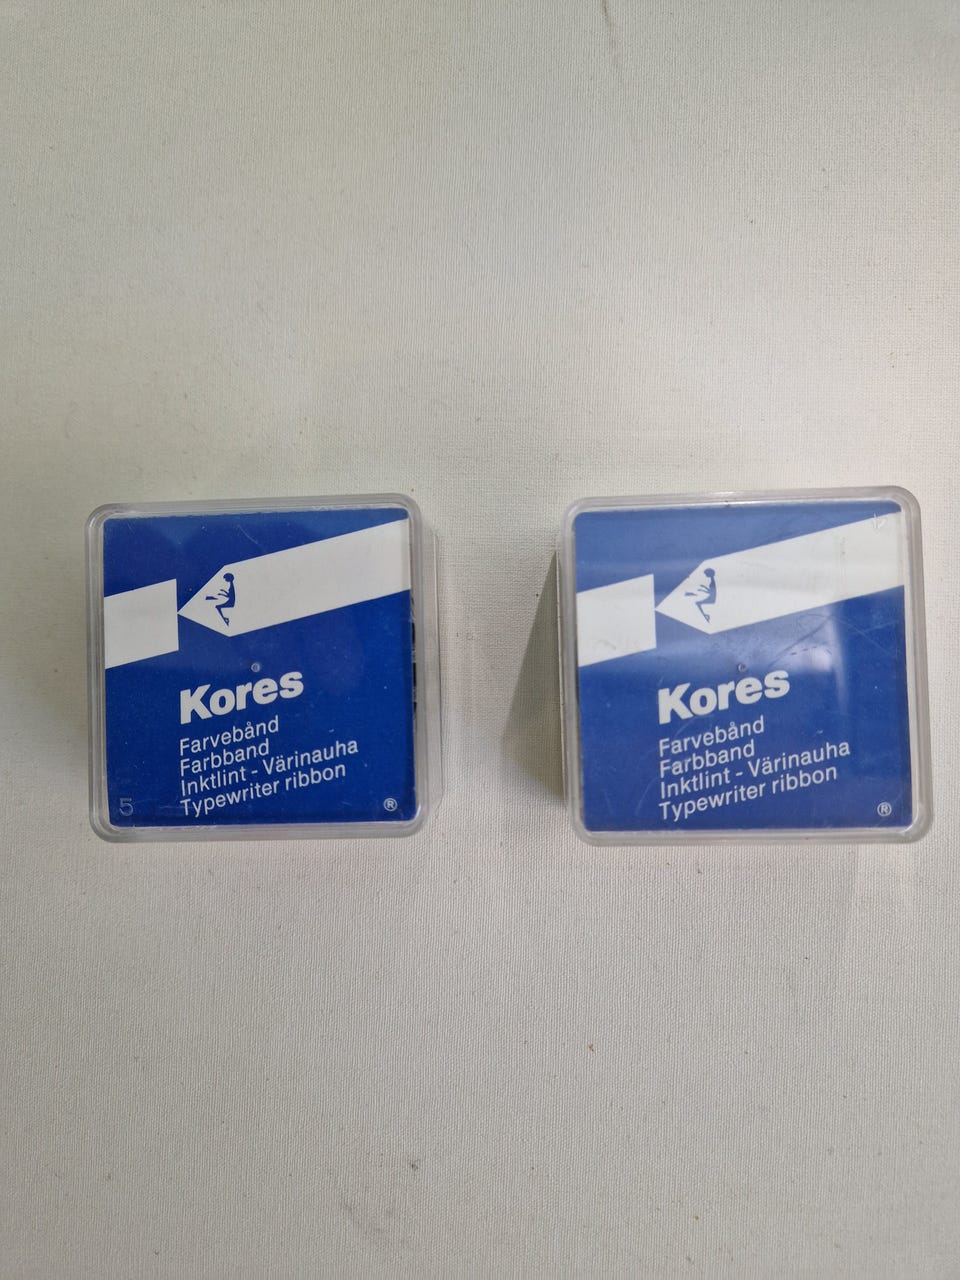 Kores
Farvebånd
Farbband
Inktlint - Värinauha
Typewriter ribbon
®
5
Kores
Farvebånd
Farbband
Inktlint - Värinauha
Typewriter ribbon
®